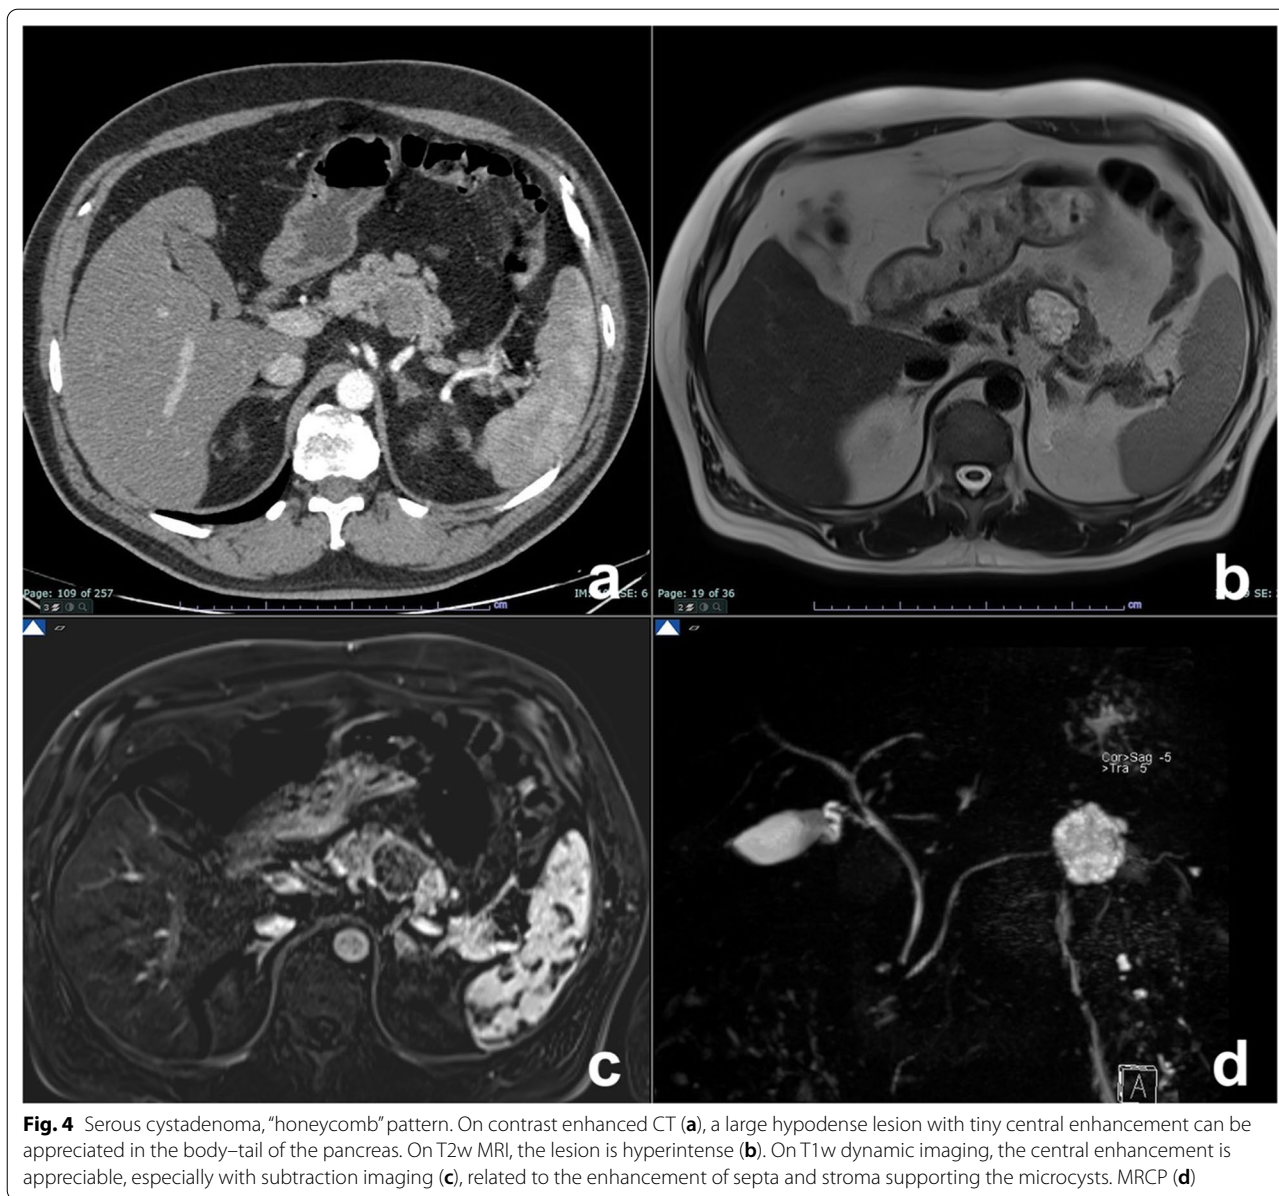 a
Page: 109 of 257
SE: 6
cm
b
Page: 19 of 36
SE:
cm
Cor>Sag -5
>Tra 5
c
d
A
Fig. 4 Serous cystadenoma, “honeycomb” pattern. On contrast enhanced CT (a), a large hypodense lesion with tiny central enhancement can be
appreciated in the body–tail of the pancreas. On T2w MRI, the lesion is hyperintense (b). On T1w dynamic imaging, the central enhancement is
appreciable, especially with subtraction imaging (c), related to the enhancement of septa and stroma supporting the microcysts. MRCP (d)